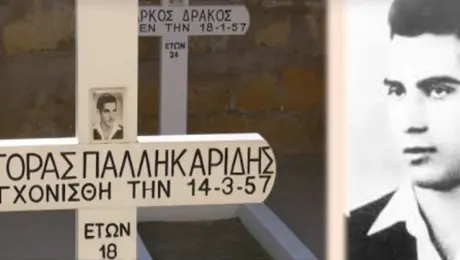 ΑΡΚΟΣ ΔΡΑΚΟΣ
ΕΝ ΤΗΝ 18-1-57
ΕΤΩΝ
24
ΓΟΡΑΣ ΠΑΛΛΗΚΑΡΙΔΗΣ
ΓΧΟΝΙΣΘΗ ΤΗΝ 14-3-57
ΕΤΩΝ
18